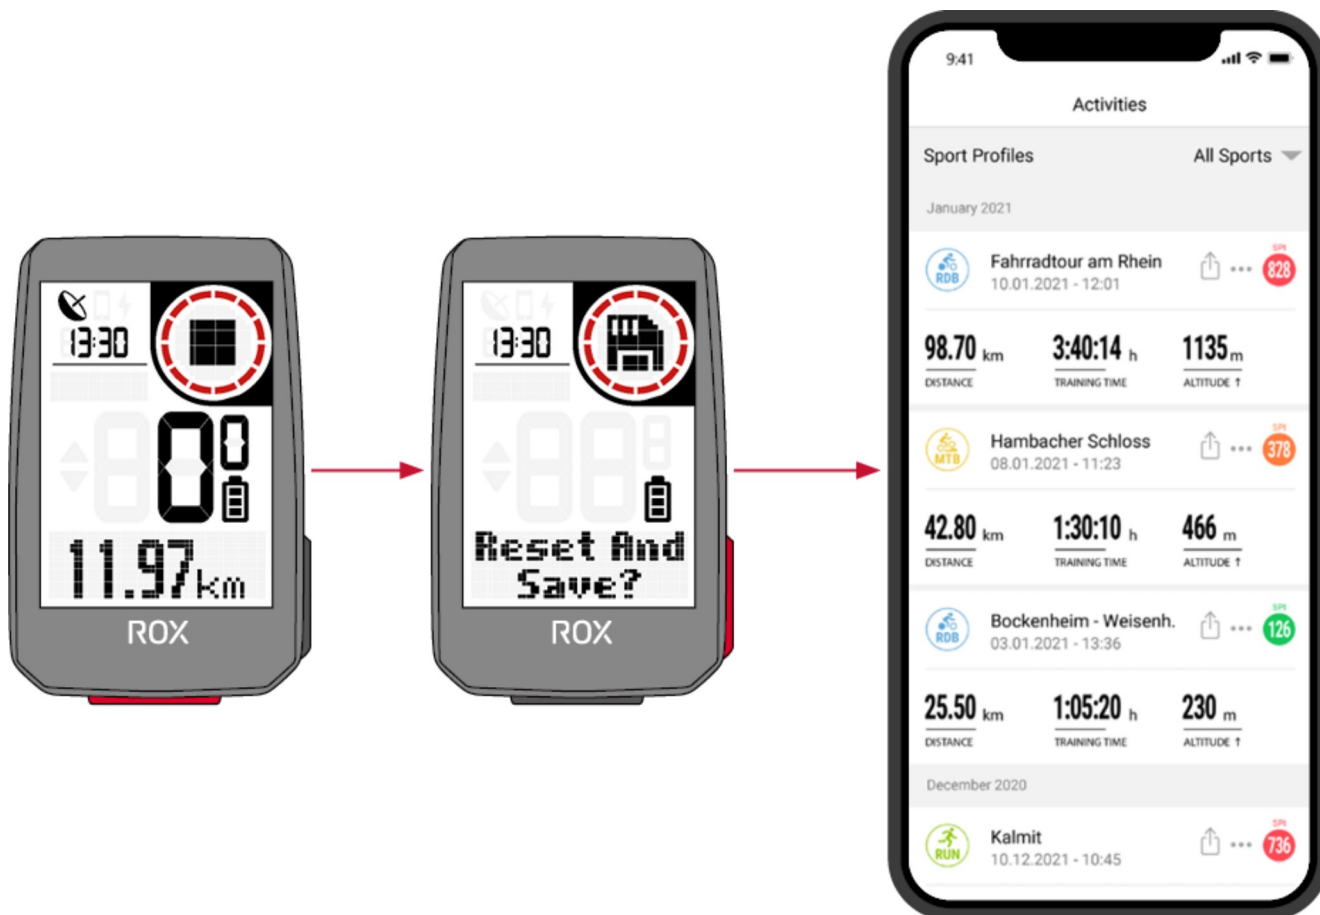 13:30
0 0
11.97 km
ROX
13:30
Reset And
Save?
ROX
9:41
Activities
Sport Profiles All Sports
January 2021
Fahrradtour am Rhein
RDB
10.01.2021 - 12:01
SPI
828
98.70 km 3:40:14 h 1135 m
DISTANCE TRAINING TIME ALTITUDE ↑
Hambacher Schloss
MTB
08.01.2021 - 11:23
SPI
378
42.80 km 1:30:10 h 466 m
DISTANCE TRAINING TIME ALTITUDE ↑
Bockenheim - Weisenh.
RDB
03.01.2021 - 13:36
SPI
126
25.50 km 1:05:20 h 230 m
DISTANCE TRAINING TIME ALTITUDE ↑
December 2020
Kalmit
RUN
10.12.2021 - 10:45
SPI
736